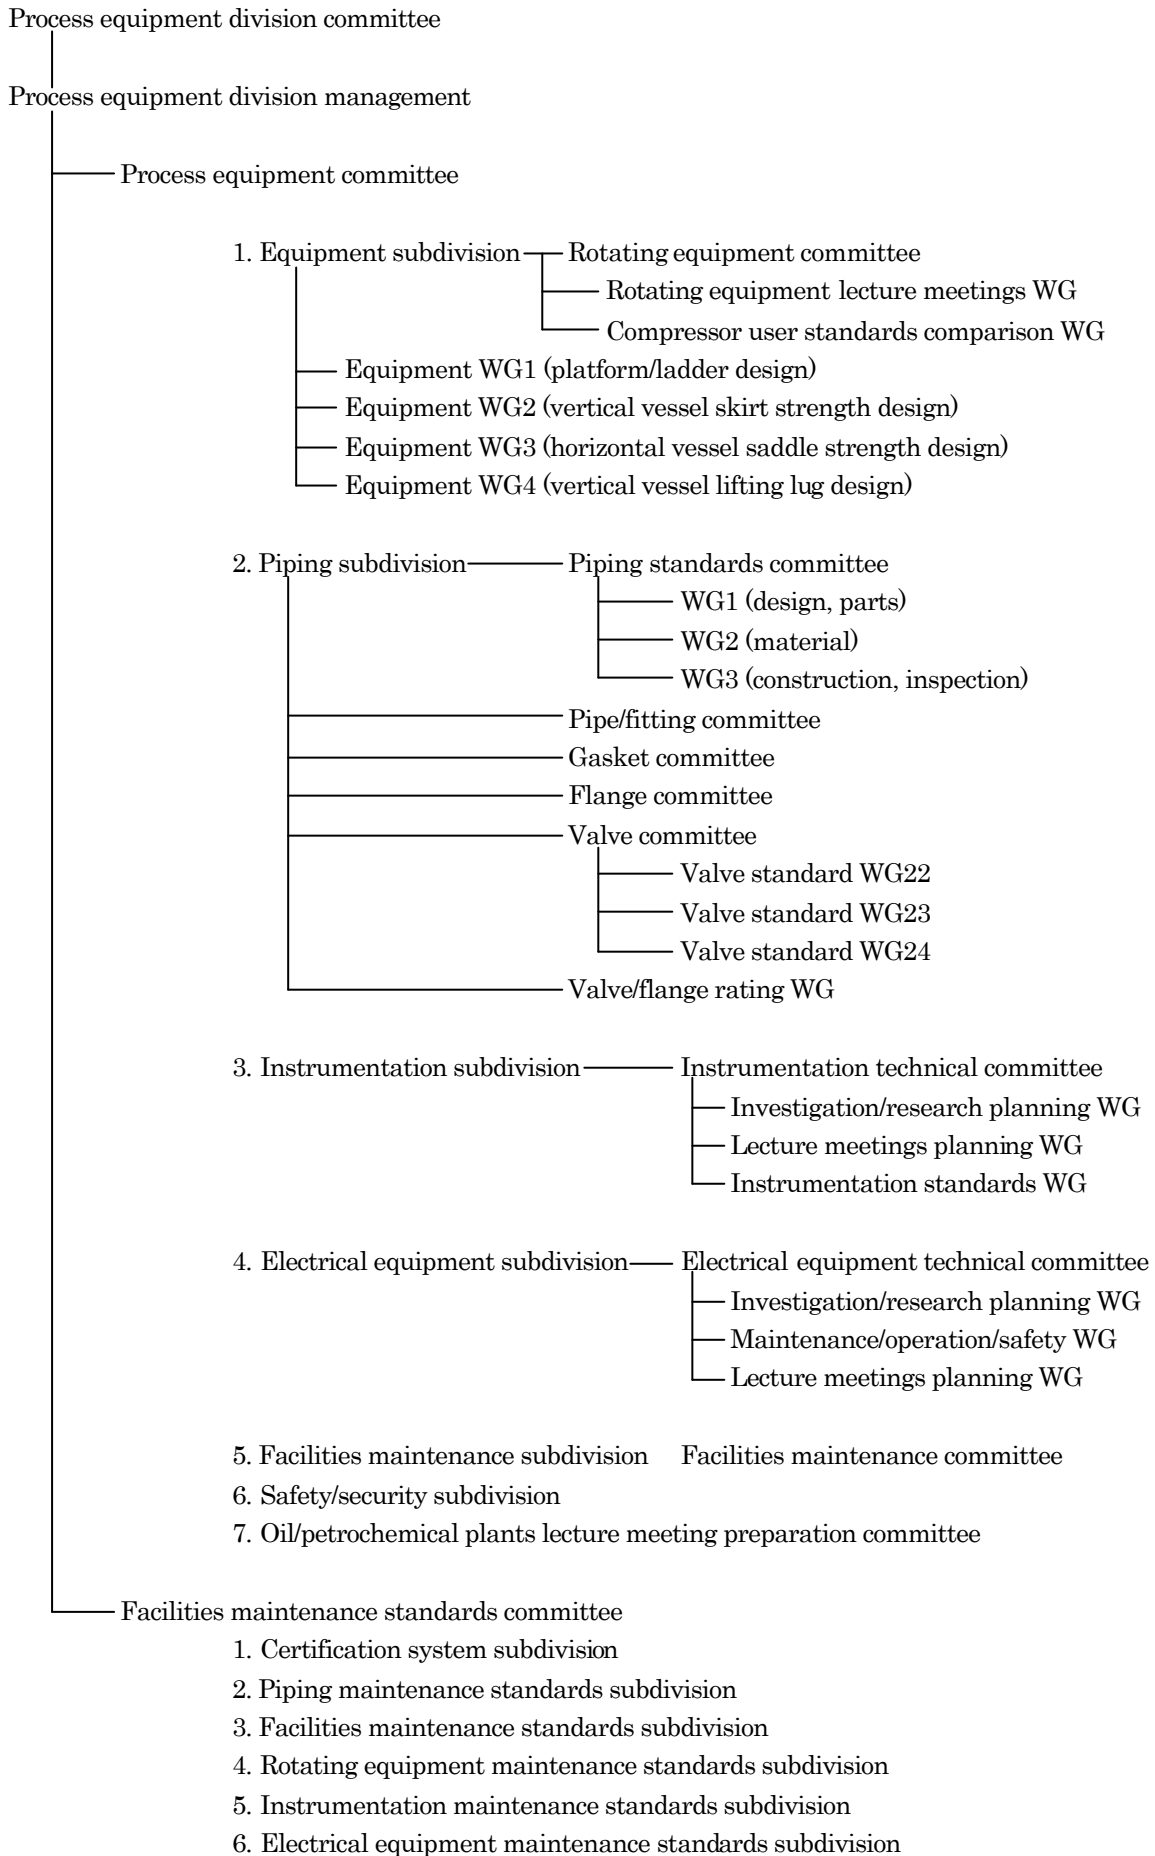 Process equipment division committee
Process equipment division management
Process equipment committee
1. Equipment subdivision Rotating equipment committee
Rotating equipment lecture meetings WG
Compressor user standards comparison WG
Equipment WG1 (platform/ladder design)
Equipment WG2 (vertical vessel skirt strength design)
Equipment WG3 (horizontal vessel saddle strength design)
Equipment WG4 (vertical vessel lifting lug design)
2. Piping subdivision Piping standards committee
WG1 (design, parts)
WG2 (material)
WG3 (construction, inspection)
Pipe/fitting committee
Gasket committee
Flange committee
Valve committee
Valve standard WG22
Valve standard WG23
Valve standard WG24
Valve/flange rating WG
3. Instrumentation subdivision Instrumentation technical committee
Investigation/research planning WG
Lecture meetings planning WG
Instrumentation standards WG
4. Electrical equipment subdivision Electrical equipment technical committee
Investigation/research planning WG
Maintenance/operation/safety WG
Lecture meetings planning WG
5. Facilities maintenance subdivision Facilities maintenance committee
6. Safety/security subdivision
7. Oil/petrochemical plants lecture meeting preparation committee
Facilities maintenance standards committee
1. Certification system subdivision
2. Piping maintenance standards subdivision
3. Facilities maintenance standards subdivision
4. Rotating equipment maintenance standards subdivision
5. Instrumentation maintenance standards subdivision
6. Electrical equipment maintenance standards subdivision